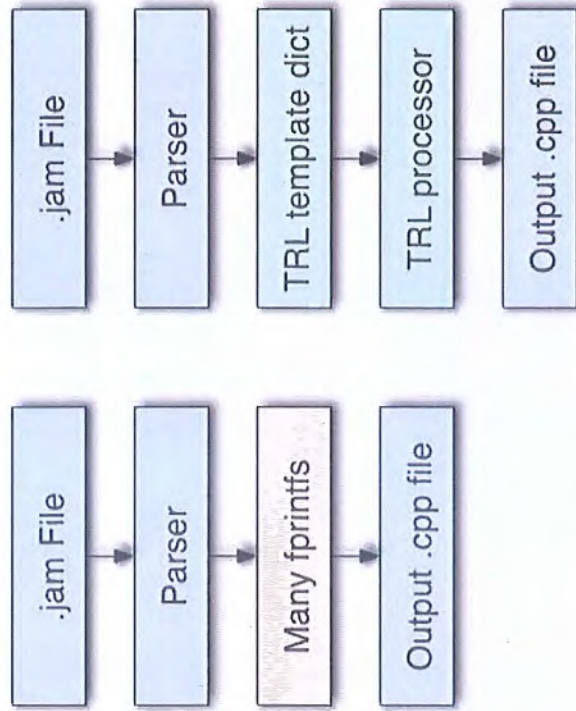 .jam File
Parser
Many fprintfs
Output .cpp file
.jam File
Parser
TRL template dict
TRL processor
Output .cpp file